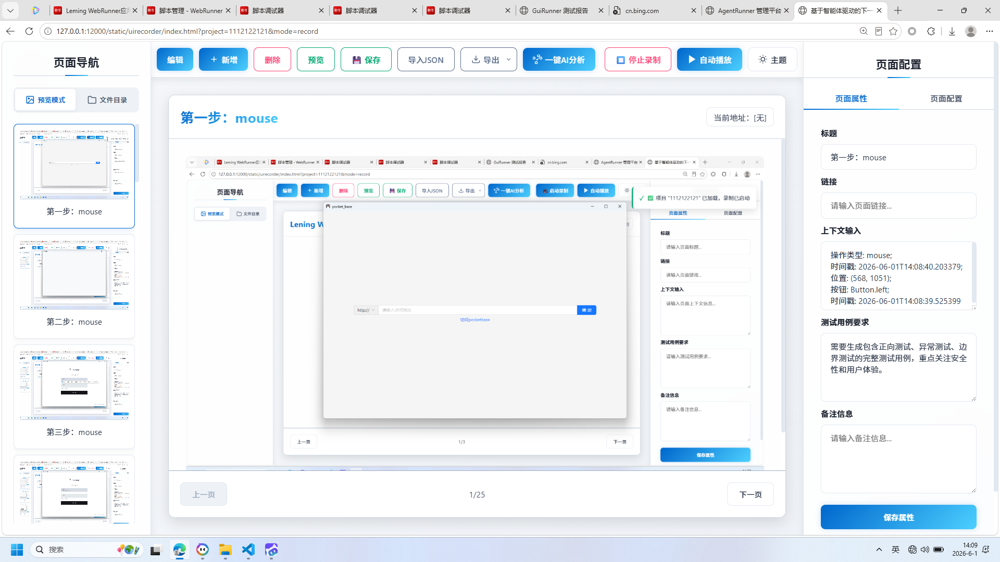 Leming WebRunner应用
脚本管理 - WebRunner
脚本调试器
脚本调试器
脚本调试器
GuiRunner 测试报告
cn.bing.com
AgentRunner 管理平台
基于智能体驱动的下一
127.0.0.1:12000/static/uirecorder/index.html?project=1112122121&mode=record
页面导航
预览模式
文件目录
第一步：mouse
第二步：mouse
第三步：mouse
编辑
+ 新增
删除
预览
保存
导入JSON
导出
一键AI分析
停止录制
自动播放
主题
第一步：mouse
当前地址：[无]
Leming WebRunner应用
脚本管理 - WebRunner
脚本调试器
脚本调试器
脚本调试器
GuiRunner 测试报告
cn.bing.com
AgentRunner 管理平台
基于智能体驱动的下一
127.0.0.1:12000/static/uirecorder/index.html?project=1112122121&mode=record
页面导航
编辑
+ 新增
删除
预览
保存
导入JSON
导出
一键AI分析
启动录制
自动播放
项目 "1112122121" 已加载，录制已启动
预览模式
文件目录
pocket_base
页面属性
页面配置
Lening W
http://
请输入访问地址
确 定
访问pocketbase
标题
请输入页面标题...
链接
请输入页面链接...
上下文输入
请输入页面上下文信息...
测试用例要求
请输入测试用例要求...
备注信息
请输入备注信息...
保存属性
上一页
1/3
下一页
上一页
1/25
下一页
页面配置
页面属性
页面配置
标题
第一步：mouse
链接
请输入页面链接...
上下文输入
操作类型: mouse;
时间戳: 2026-06-01T14:08:40.203379;
位置: (568, 1051);
按钮: Button.left;
时间戳: 2026-06-01T14:08:39.525399
测试用例要求
需要生成包含正向测试、异常测试、边
界测试的完整测试用例，重点关注安全
性和用户体验。
备注信息
请输入备注信息...
保存属性
搜索
英
14:09
2026-6-1